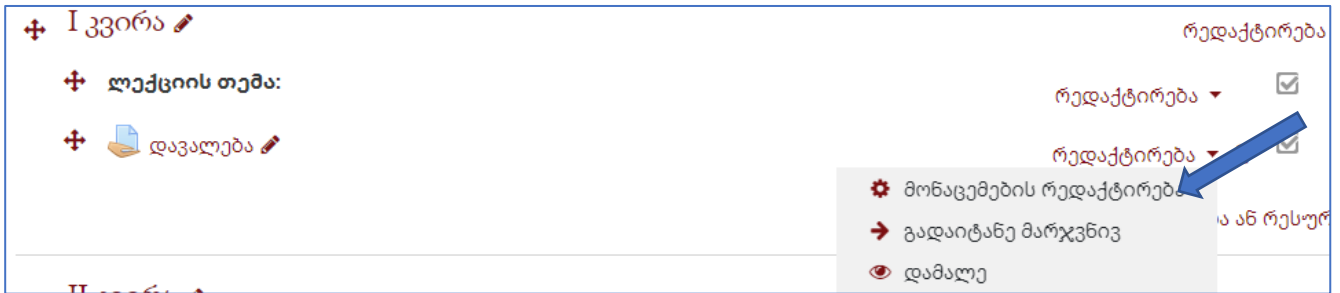 I კვირა
რედაქტირება
ლექციის თემა:
რედაქტირება
დავალება
რედაქტირება
მონაცემების რედაქტირება
ან რესურ
გადაიტანე მარჯვნივ
დამალე